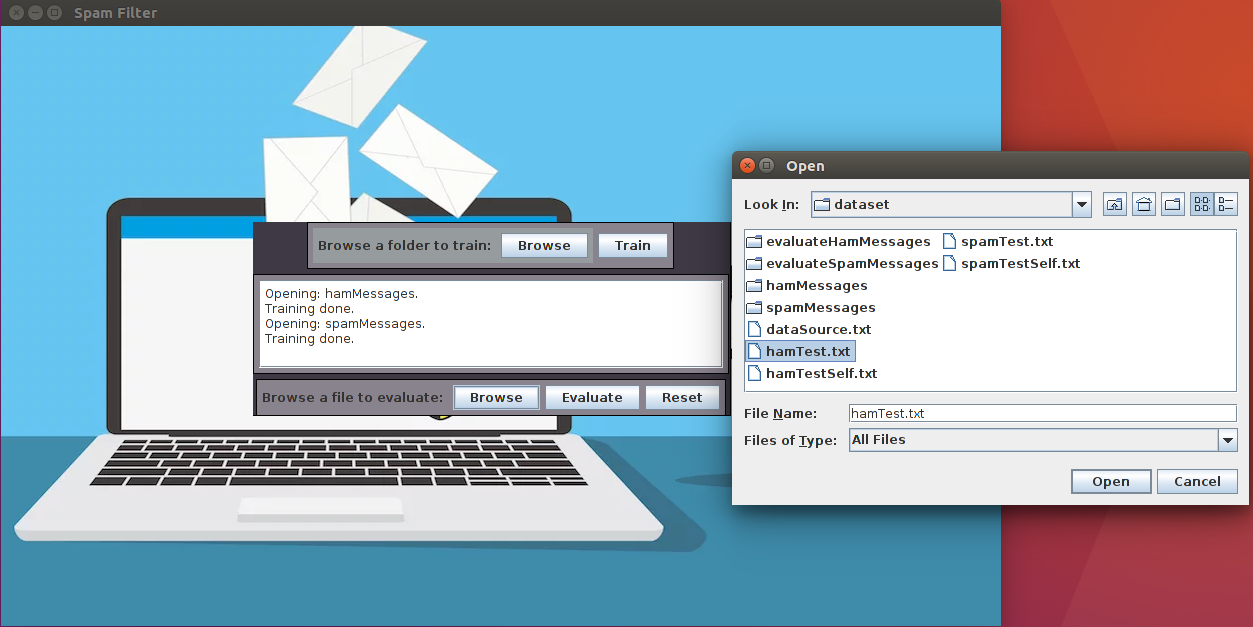 Spam Filter
Browse a folder to train: Browse Train
Opening: hamMessages.
Training done.
Opening: spamMessages.
Training done.
Browse a file to evaluate: Browse Evaluate Reset
Open
Look In: dataset
evaluateHamMessages spamTest.txt
evaluateSpamMessages spamTestSelf.txt
hamMessages
spamMessages
dataSource.txt
hamTest.txt
hamTestSelf.txt
File Name: hamTest.txt
Files of Type: All Files
Open Cancel